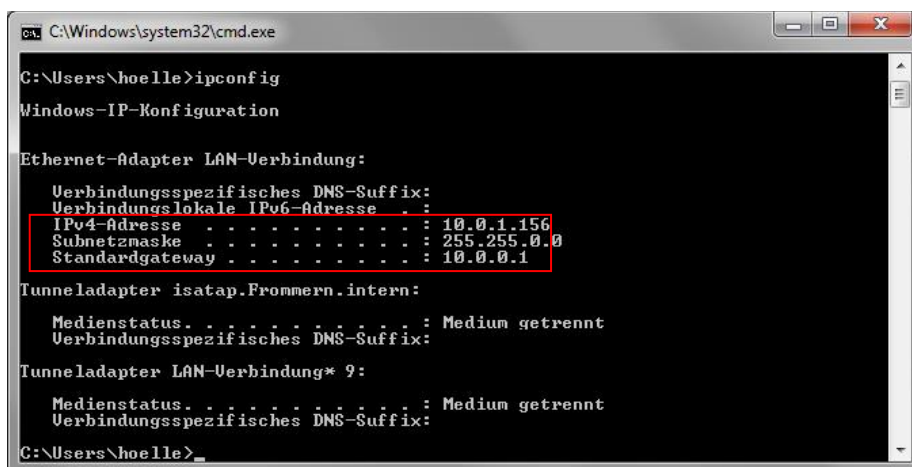 C:\Windows\system32\cmd.exe
C:\Users\hoelle>ipconfig
Windows-IP-Konfiguration
Ethernet-Adapter LAN-Verbindung:
Verbindungsspezifisches DNS-Suffix:
Verbindungslokale IPv6-Adresse . :
IPv4-Adresse . . . . . . . . . . : 10.0.1.156
Subnetzmaske . . . . . . . . . . : 255.255.0.0
Standardgateway . . . . . . . . . : 10.0.0.1
Tunneladapter isatap.Frommern.intern:
Medienstatus. . . . . . . . . . . : Medium getrennt
Verbindungsspezifisches DNS-Suffix:
Tunneladapter LAN-Verbindung* 9:
Medienstatus. . . . . . . . . . . : Medium getrennt
Verbindungsspezifisches DNS-Suffix:
C:\Users\hoelle>_